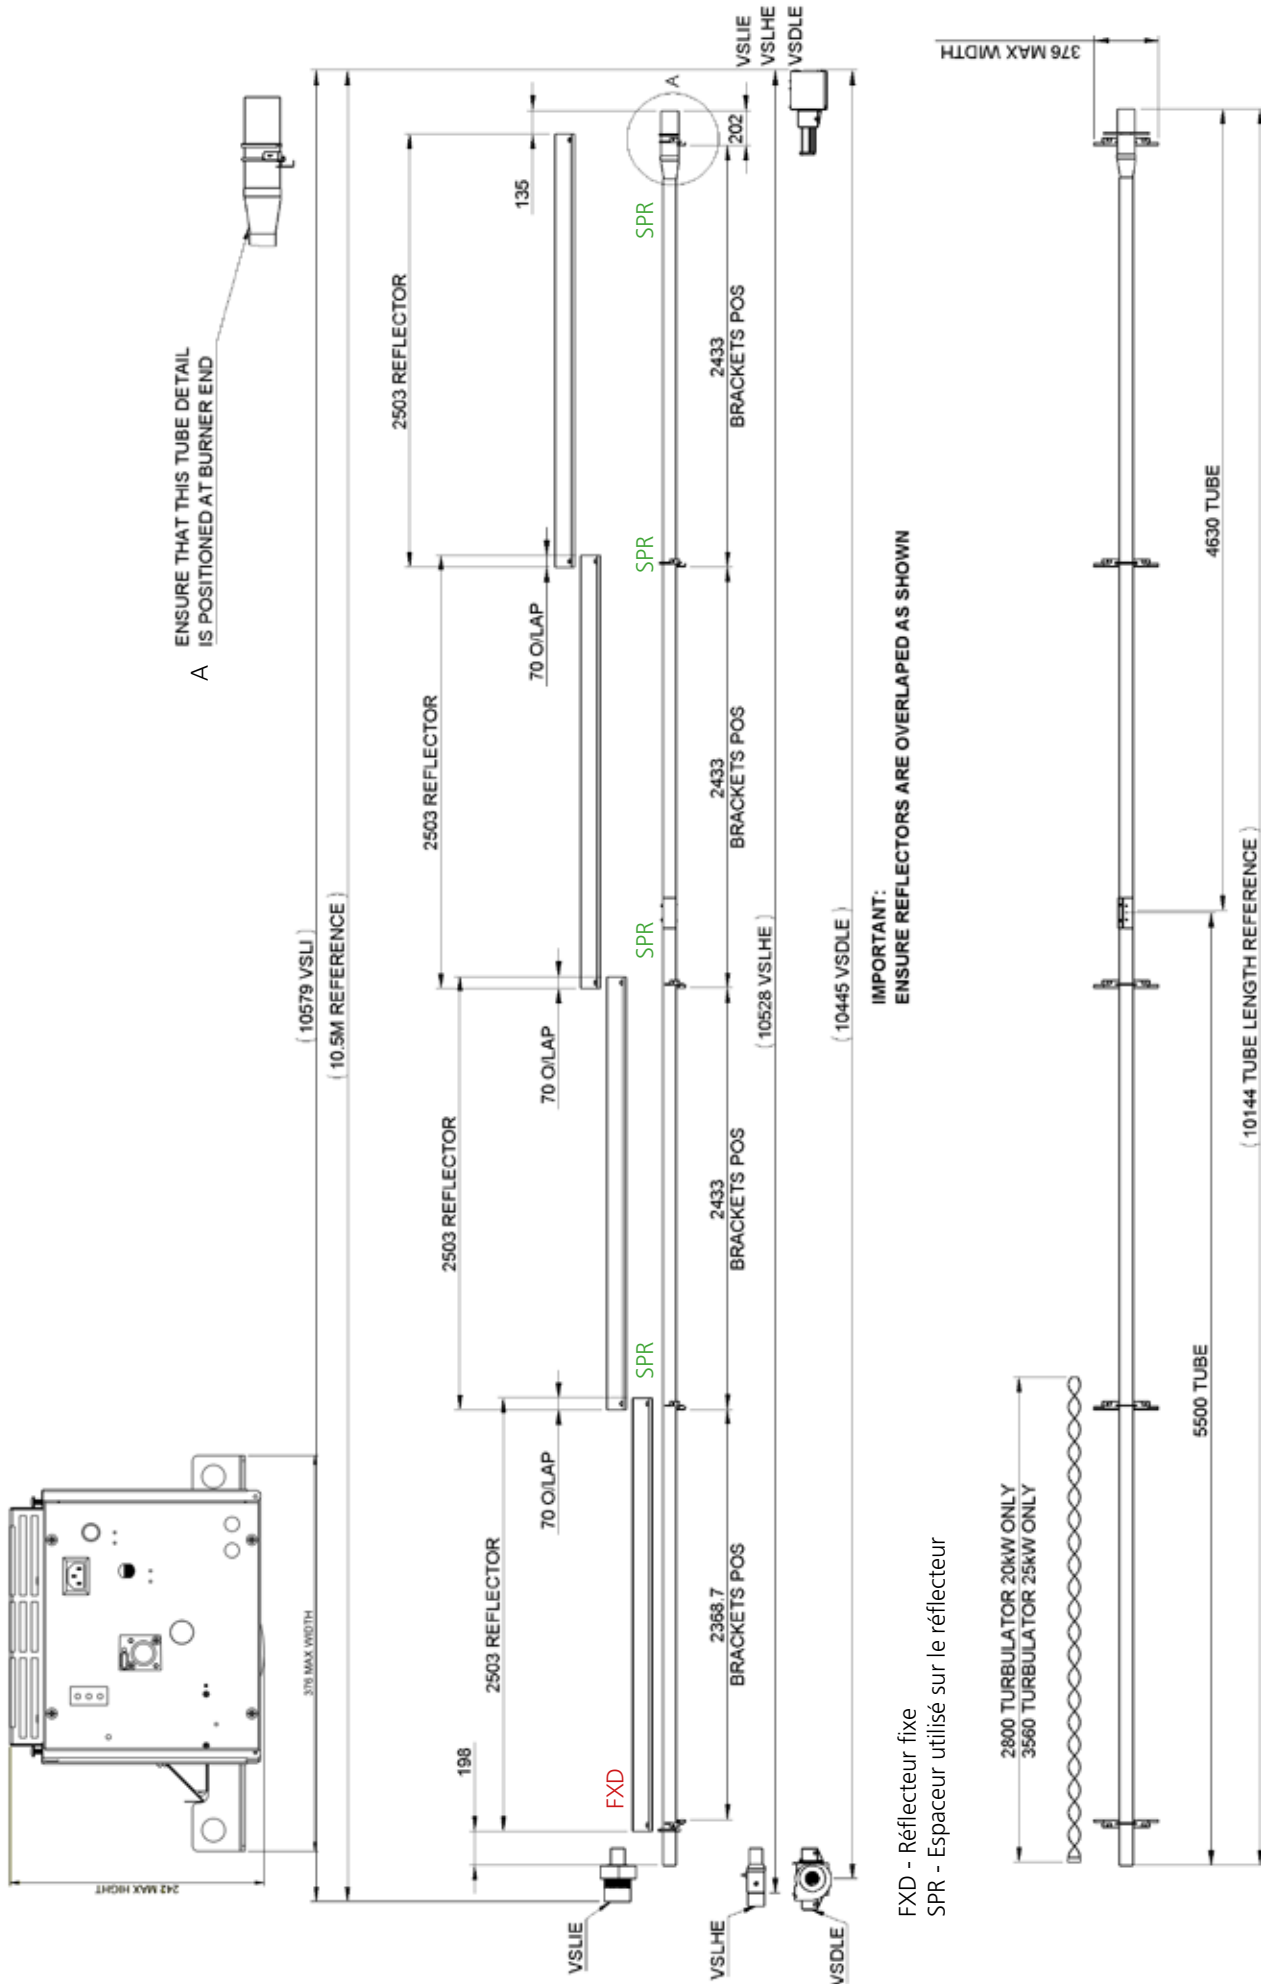 242 MAX HIGHT
376 MAX WIDTH
ENSURE THAT THIS TUBE DETAIL
IS POSITIONED AT BURNER END
A
( 10579 VSLI )
( 10.5M REFERENCE )
2503 REFLECTOR
2503 REFLECTOR
2503 REFLECTOR
2503 REFLECTOR
198
70 O/LAP
70 O/LAP
70 O/LAP
135
VSLIE
FXD
SPR
SPR
SPR
SPR
A
2368.7
BRACKETS POS
2433
BRACKETS POS
2433
BRACKETS POS
2433
BRACKETS POS
202
VSLIE
VSLHE
VSDLE
VSLHE
( 10528 VSLHE )
VSDLE
( 10445 VSDLE )
IMPORTANT:
ENSURE REFLECTORS ARE OVERLAPED AS SHOWN
FXD - Réflecteur fixe
SPR - Espaceur utilisé sur le réflecteur
376 MAX WIDTH
2800 TURBULATOR 20kW ONLY
3560 TURBULATOR 25kW ONLY
5500 TUBE
4630 TUBE
( 10144 TUBE LENGTH REFERENCE )